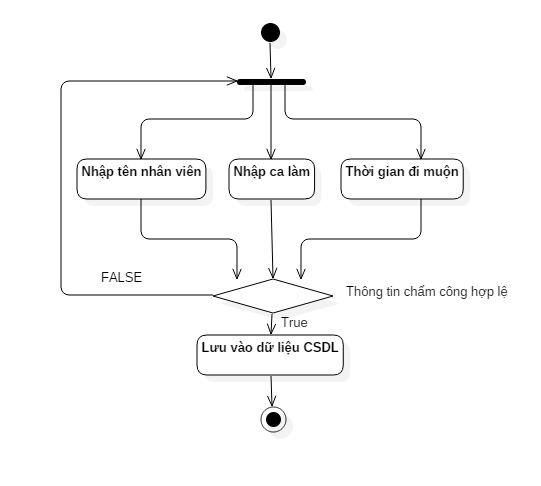 Nhập tên nhân viên
Nhập ca làm
Thời gian đi muộn
FALSE
Thông tin chấm công hợp lệ
True
Lưu vào dữ liệu CSDL